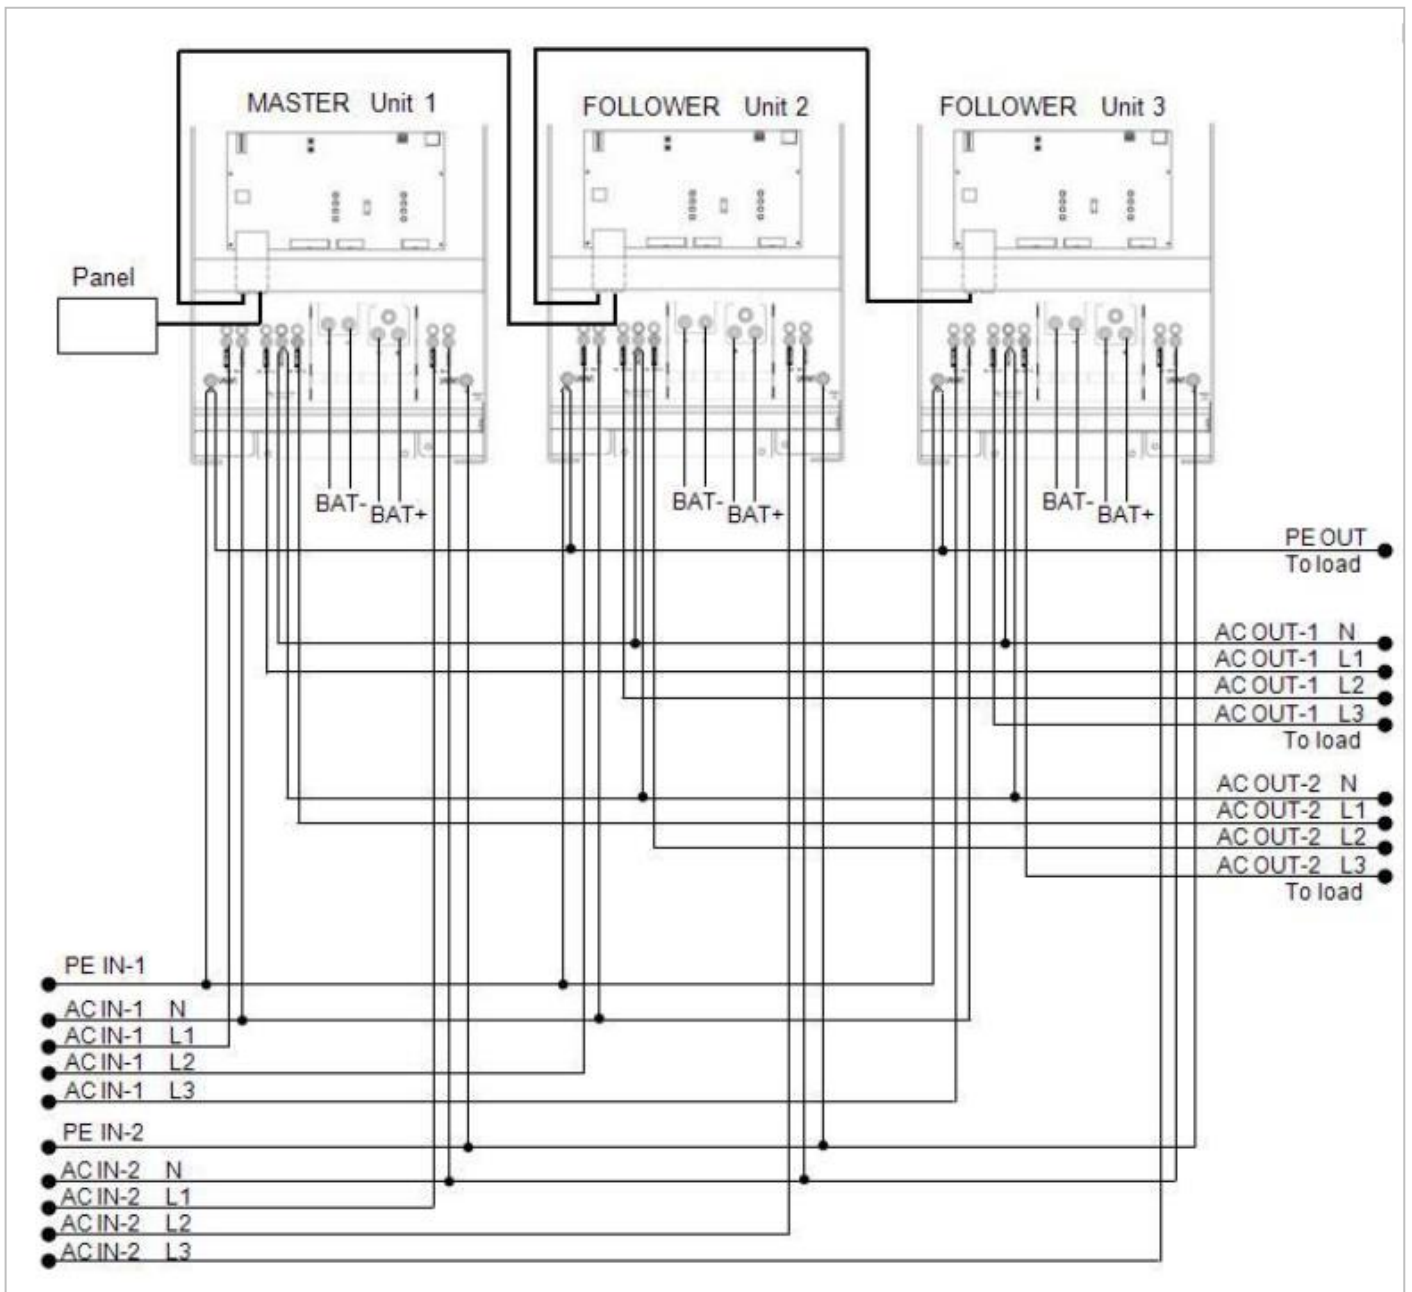 MASTER Unit 1
FOLLOWER Unit 2
FOLLOWER Unit 3
Panel
BAT-
BAT+
BAT-
BAT+
BAT-
BAT+
PE OUT
To load
AC OUT-1 N
AC OUT-1 L1
AC OUT-1 L2
AC OUT-1 L3
To load
AC OUT-2 N
AC OUT-2 L1
AC OUT-2 L2
AC OUT-2 L3
To load
PE IN-1
AC IN-1 N
AC IN-1 L1
AC IN-1 L2
AC IN-1 L3
PE IN-2
AC IN-2 N
AC IN-2 L1
AC IN-2 L2
AC IN-2 L3